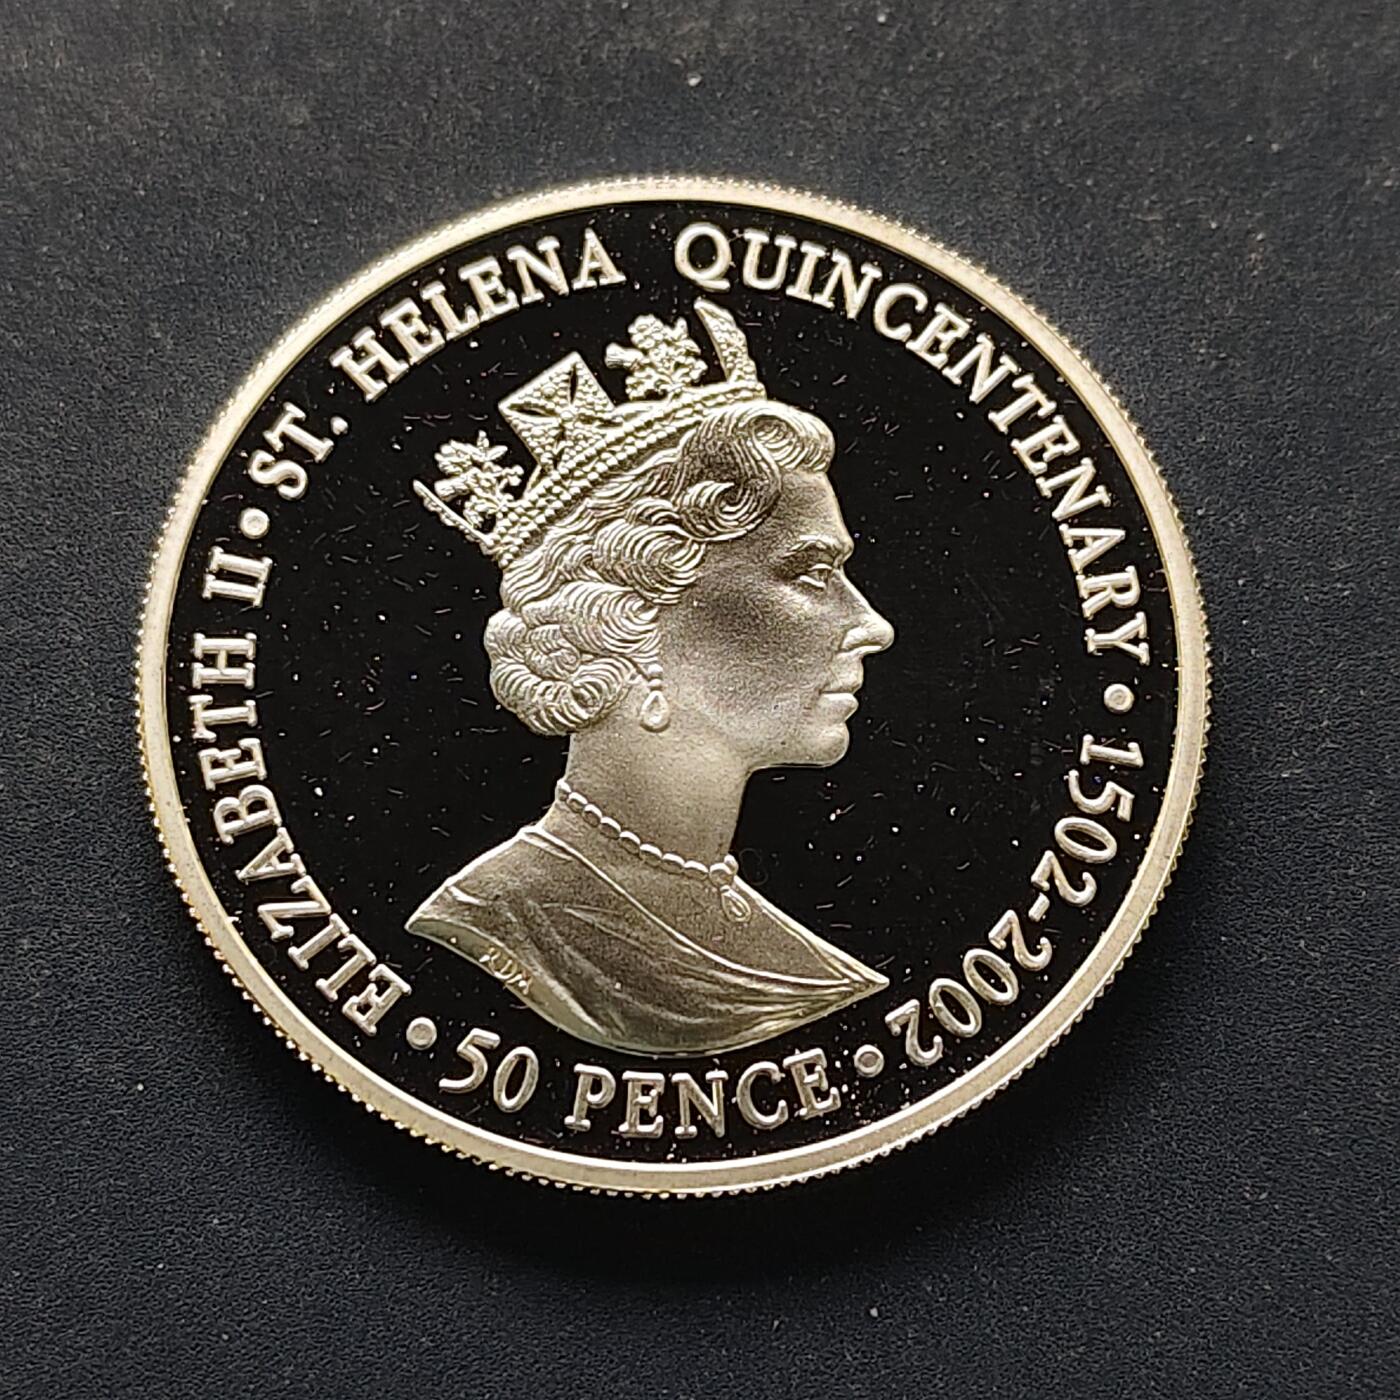 ELIZABETH II • ST. HELENA QUINCENTENARY • 1502-2002 •
50 PENCE •
RDM